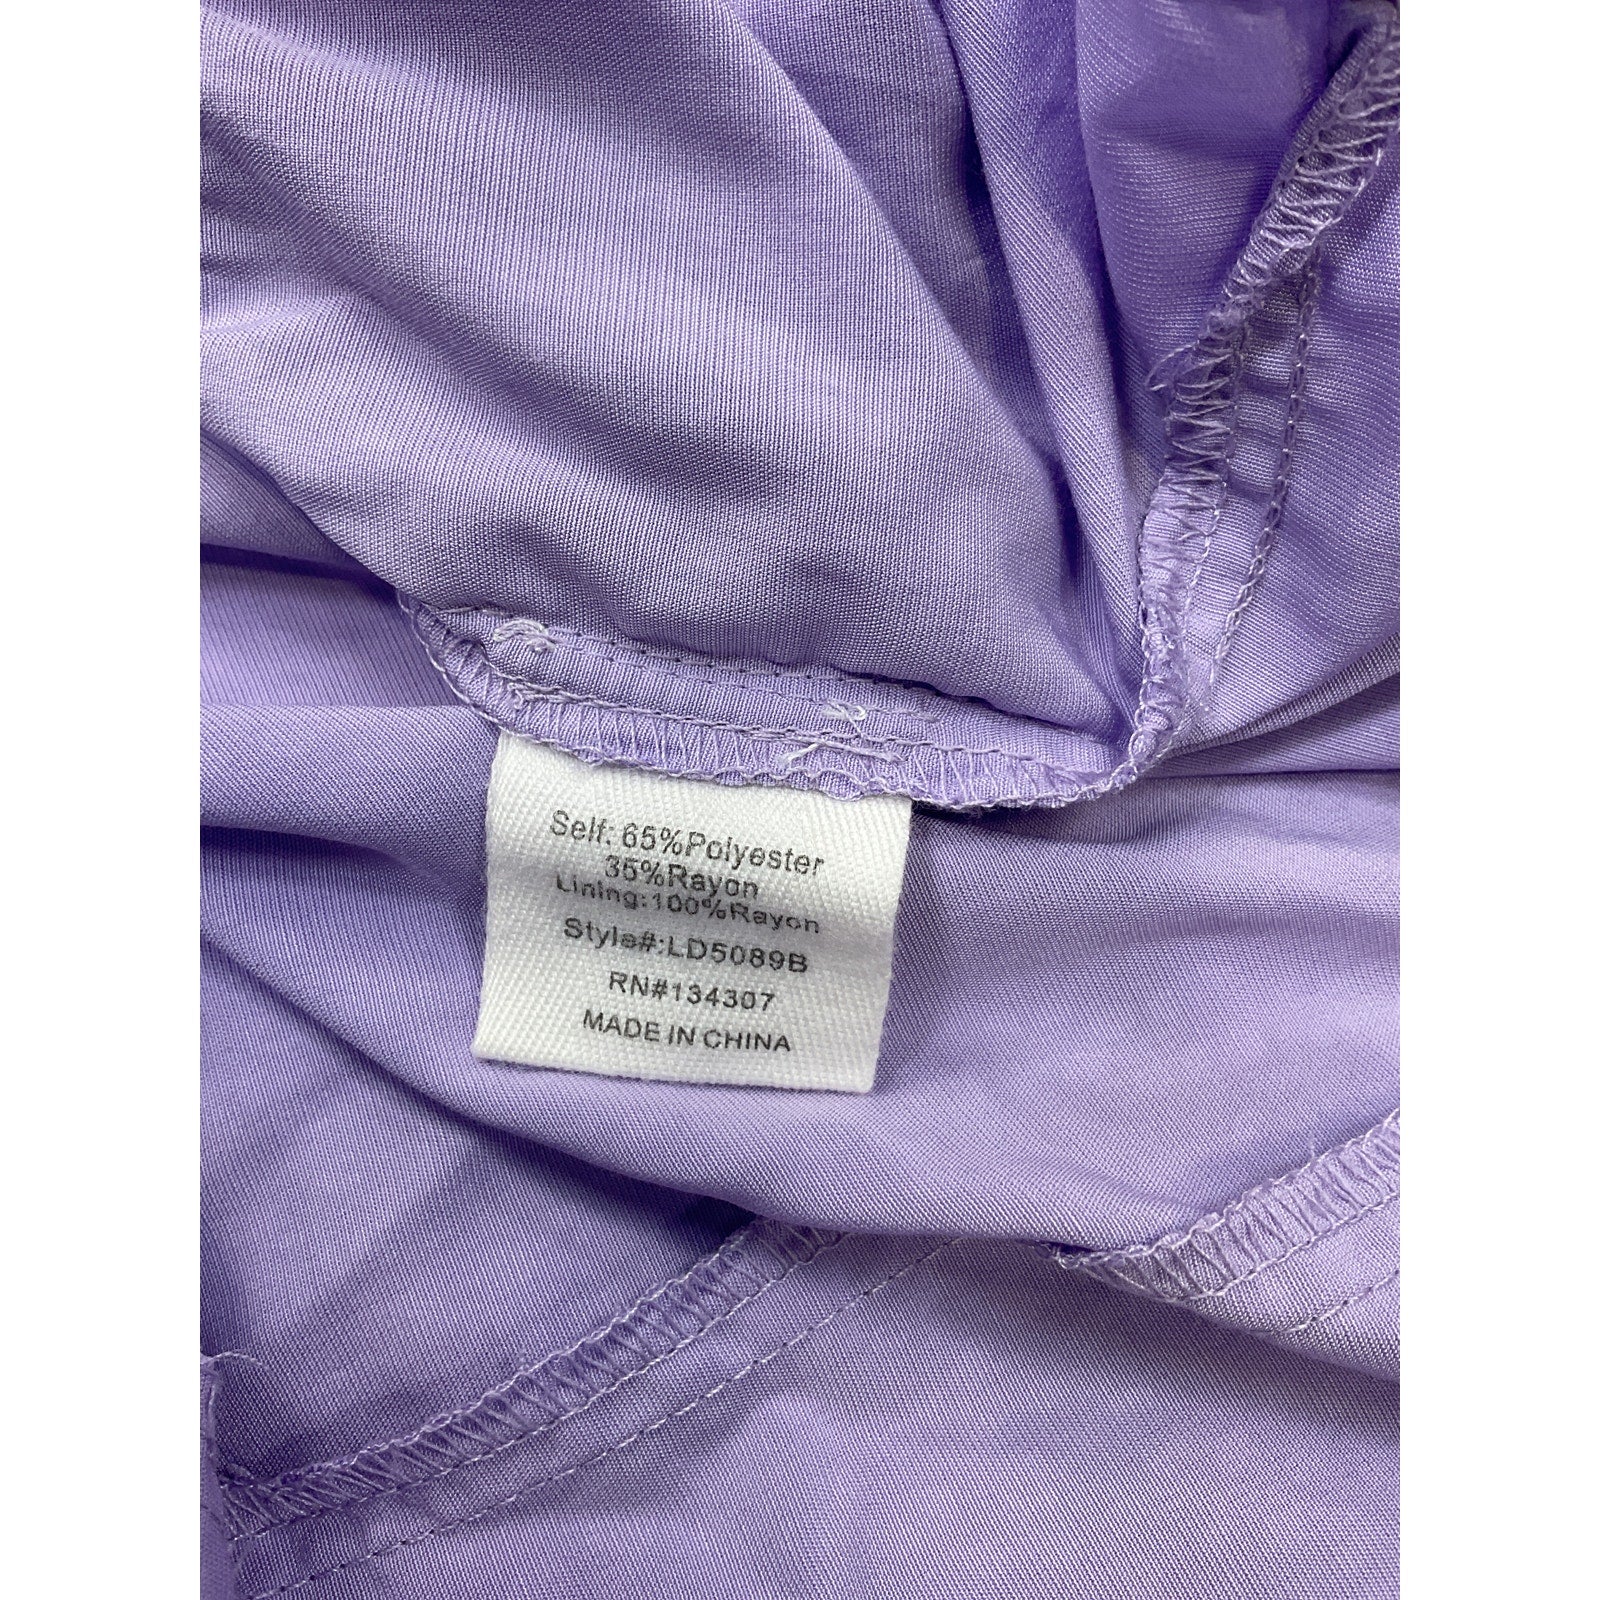 Self: 65%Polyester
35%Rayon
Lining:100%Rayon
Style#:LD5089B
RN#134307
MADE IN CHINA